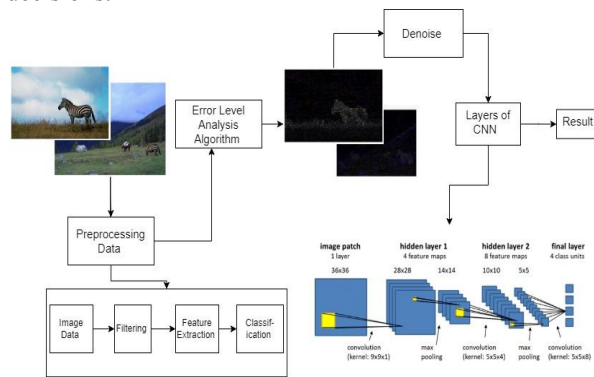 Denoise
Error Level
Analysis
Algorithm
Layers of
CNN
Result
Preprocessing
Data
Image
Data
Filtering
Feature
Extraction
Classif-
ication
image patch
1 layer
36x36
hidden layer 1
4 feature maps
28x28
14x14
hidden layer 2
8 feature maps
10x10
5x5
final layer
4 class units
convolution
(kernel: 9x9x1)
max
pooling
convolution
(kernel: 5x5x4)
max
pooling
convolution
(kernel: 5x5x8)